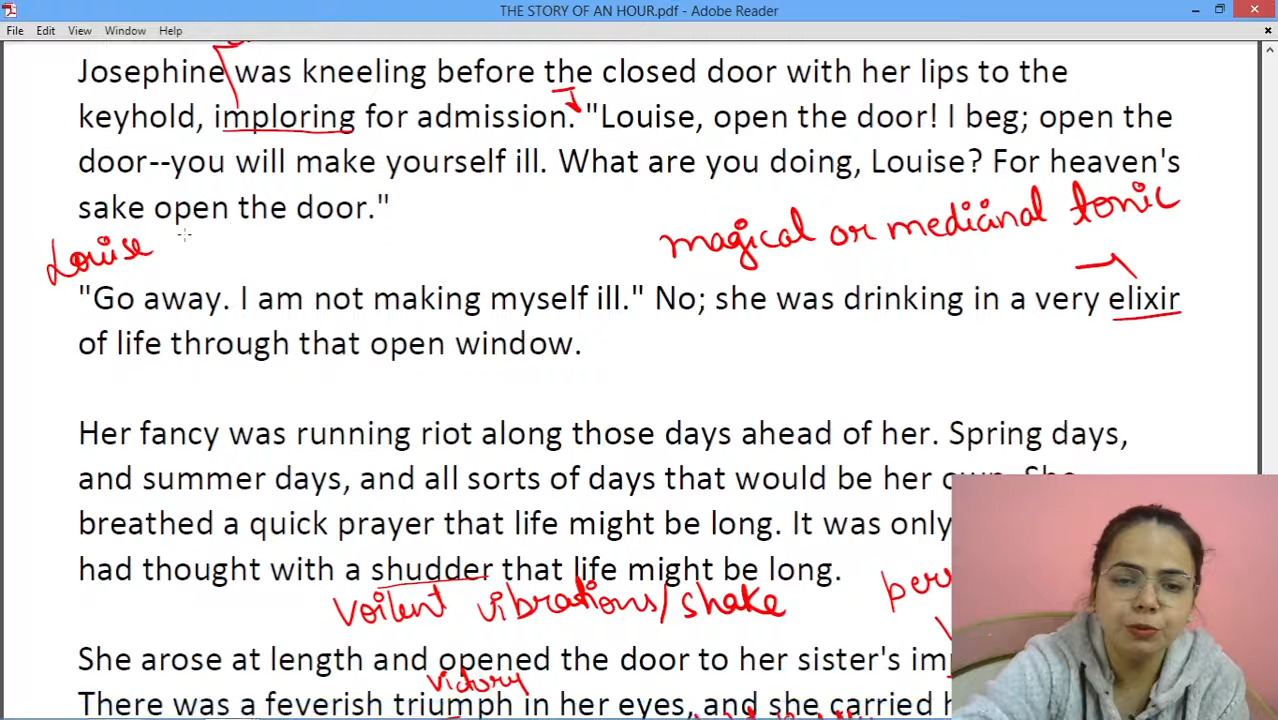 THE STORY OF AN HOUR.pdf - Adobe Reader
File Edit View Window Help
Josephine was kneeling before the closed door with her lips to the
keyhold, imploring for admission. "Louise, open the door! I beg; open the
door--you will make yourself ill. What are you doing, Louise? For heaven's
sake open the door."
magical or medicinal tonic
Louise
"Go away. I am not making myself ill." No; she was drinking in a very elixir
of life through that open window.
Her fancy was running riot along those days ahead of her. Spring days,
and summer days, and all sorts of days that would be her own. She
breathed a quick prayer that life might be long. It was only
had thought with a shudder that life might be long.
voilent vibrations/shake
She arose at length and opened the door to her sister's
victory
There was a feverish triumph in her eyes, and she carried